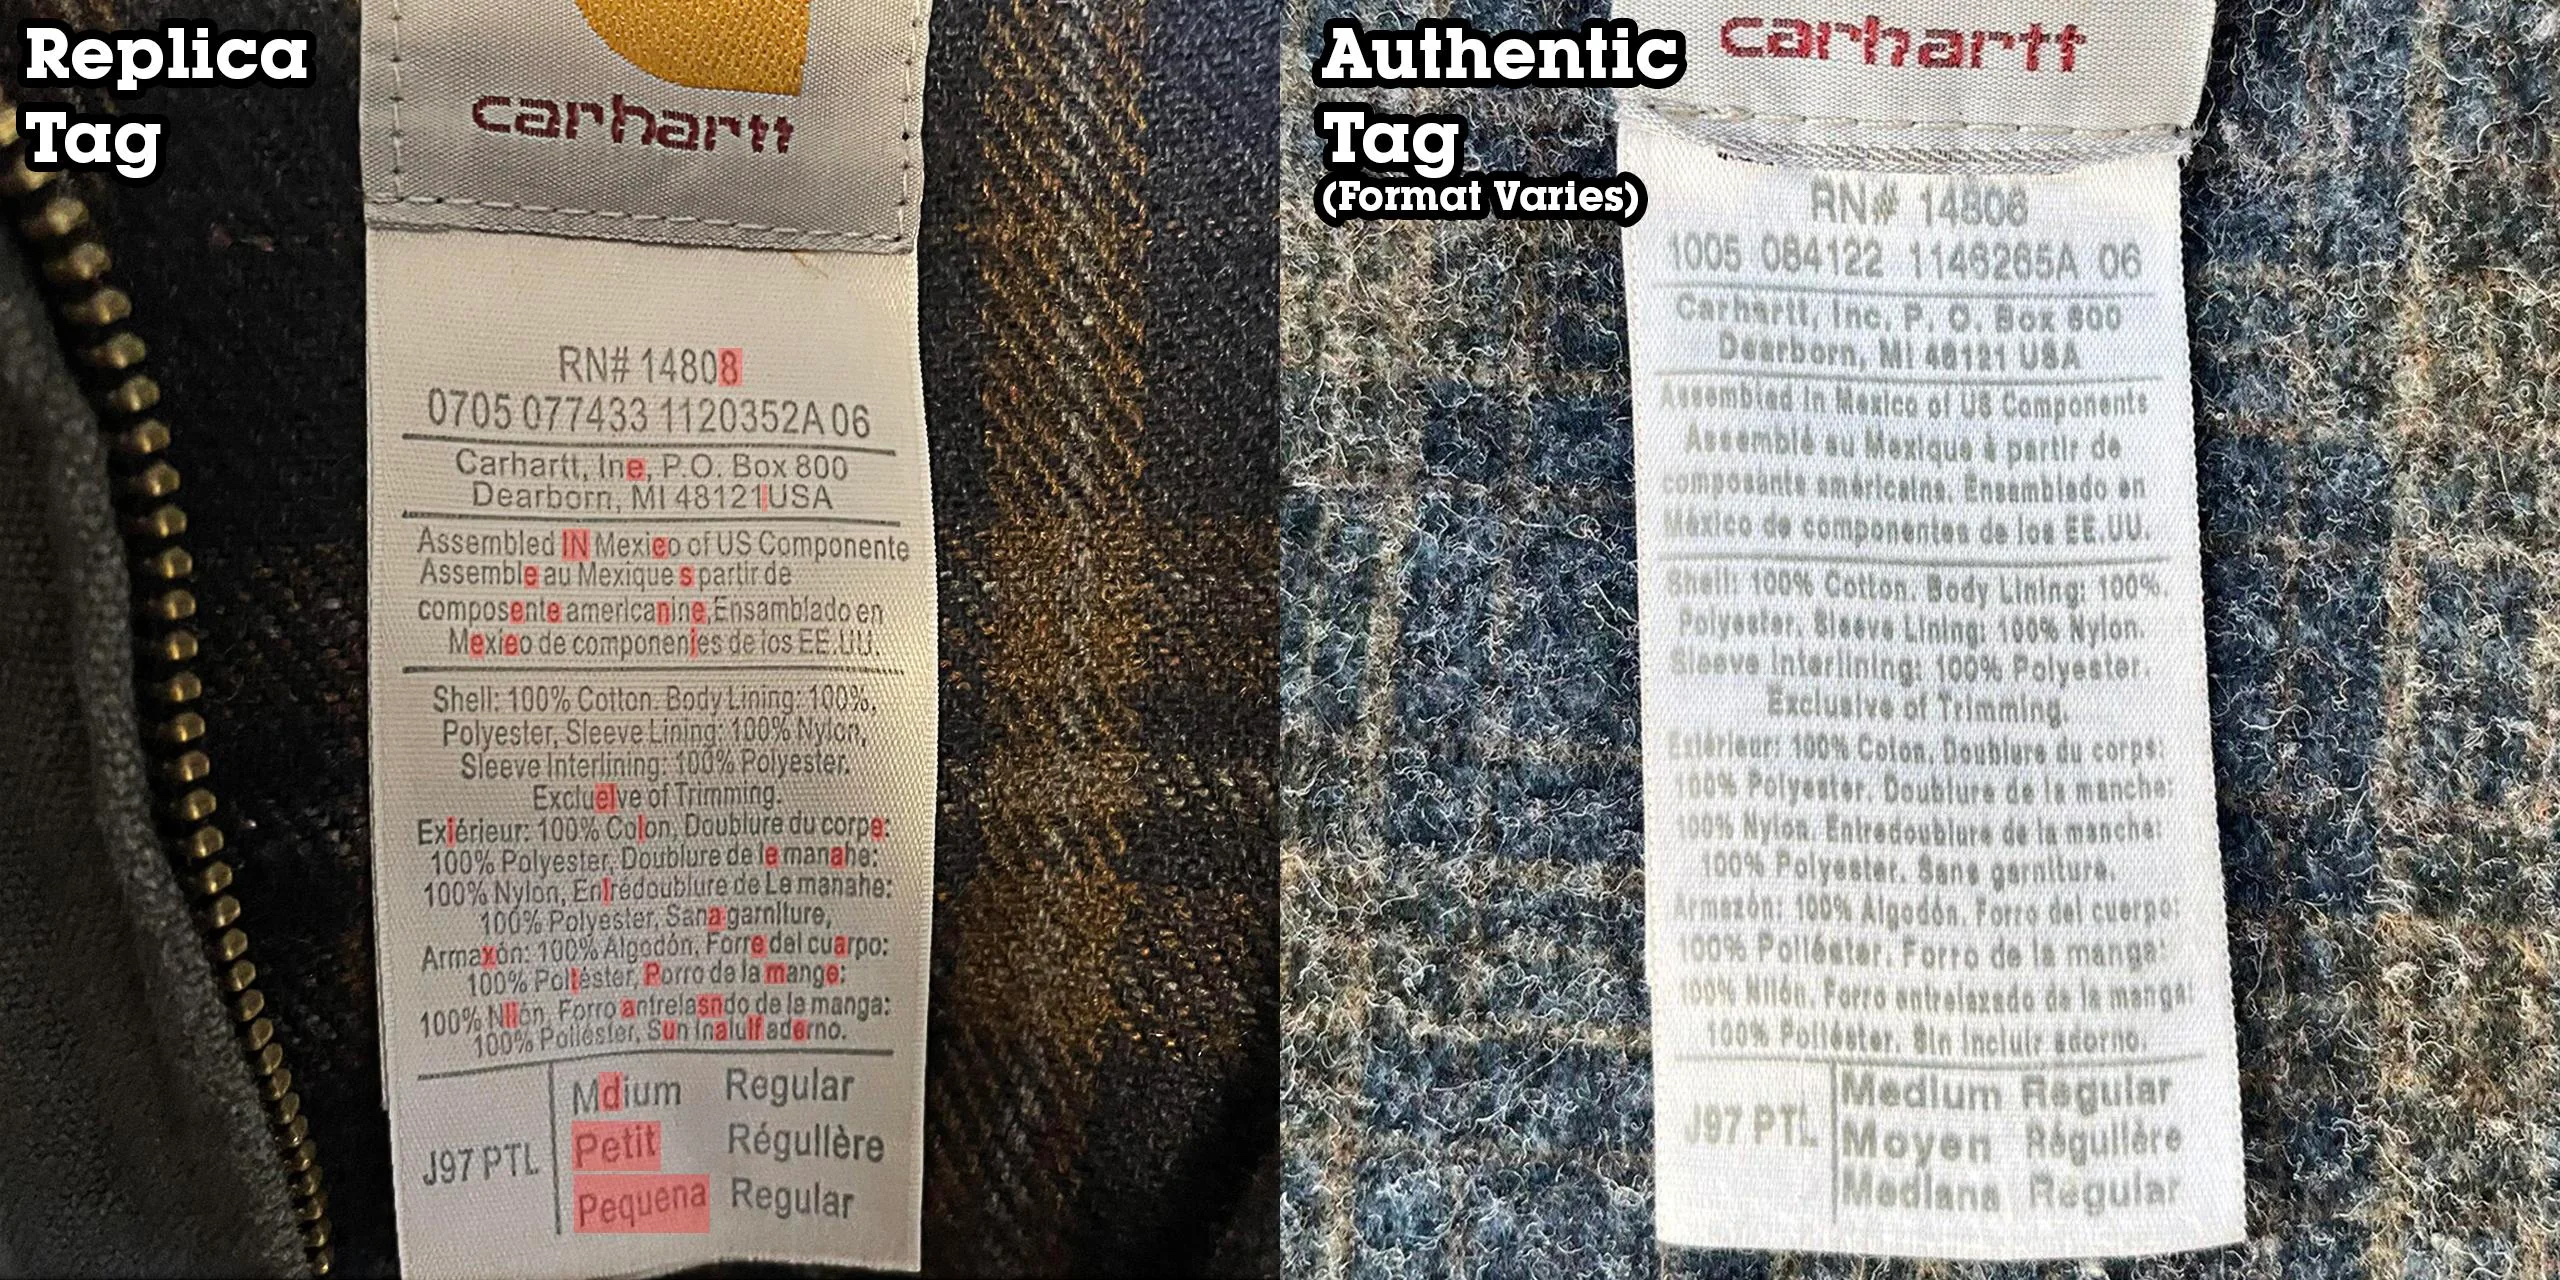 Replica
Tag
carhartt
RN# 14808
0705 077433 1120352A 06
Carhartt, Ine, P.O. Box 800
Dearborn, MI 48121USA
Assembled IN Mexieo of US Componente
Assemble au Mexique s partir de
composente americanine,Ensamblado en
Mexieo de componenies de los EE.UU.
Shell: 100% Cotton. Body Lining: 100%,
Polyester, Sleeve Lining: 100% Nylon,
Sleeve Interlining: 100% Polyester.
Excluelve of Trimming.
Exiérieur: 100% Colon, Doublure du corpe:
100% Polyester, Doublure de le manahe:
100% Nylon, Enlrédoublure de Le manahe:
100% Polyester, Sana garnlture,
Armaxón: 100% Algodón, Forre del cuarpo:
100% Poléster, Porro de la mange:
100% Nlión, Forro antrelasndo de le manga:
100% Poliéster, Sun Inalulf aderno.
J97 PTL
Mdium Regular
Petit Régullère
Pequena Regular
Authentic
Tag
(Format Varies)
carhartt
RN# 14806
1005 084122 1146265A 06
Carhartt, Inc. P. O. Box 800
Dearborn, MI 48121 USA
Assembled in Mexico of US Components
Assemblé au Mexique à partir de
composants américains. Ensamblado en
México de componentes de los EE.UU.
Shell: 100% Cotton. Body Lining: 100%.
Polyester. Sleeve Lining: 100% Nylon.
Sleeve Interlining: 100% Polyester.
Exclusive of Trimming.
Extérieur: 100% Coton. Doublure du corps:
100% Polyester. Doublure de la manche:
100% Nylon. Entredoublure de la manche:
100% Polyester. Sans garniture.
Armazón: 100% Algodón. Forro del cuerpo:
100% Poliéster. Forro de la manga:
100% Nilón. Forro entrelazado de la manga:
100% Poliéster. Sin incluir adorno.
J97 PTL
Medium Regular
Moyen Régulière
Mediana Regular